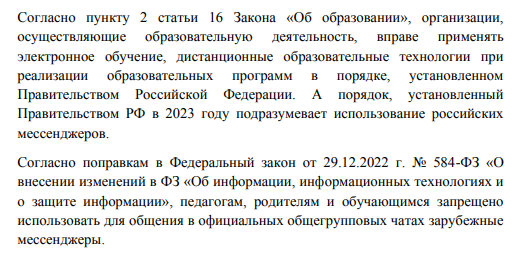 Согласно пункту 2 статьи 16 Закона «Об образовании», организации,
осуществляющие образовательную деятельность, вправе применять
электронное обучение, дистанционные образовательные технологии при
реализации образовательных программ в порядке, установленном
Правительством Российской Федерации. А порядок, установленный
Правительством РФ в 2023 году подразумевает использование российских
мессенджеров.
Согласно поправкам в Федеральный закон от 29.12.2022 г. № 584-ФЗ «О
внесении изменений в ФЗ «Об информации, информационных технологиях и
о защите информации», педагогам, родителям и обучающимся запрещено
использовать для общения в официальных общегрупповых чатах зарубежные
мессенджеры.